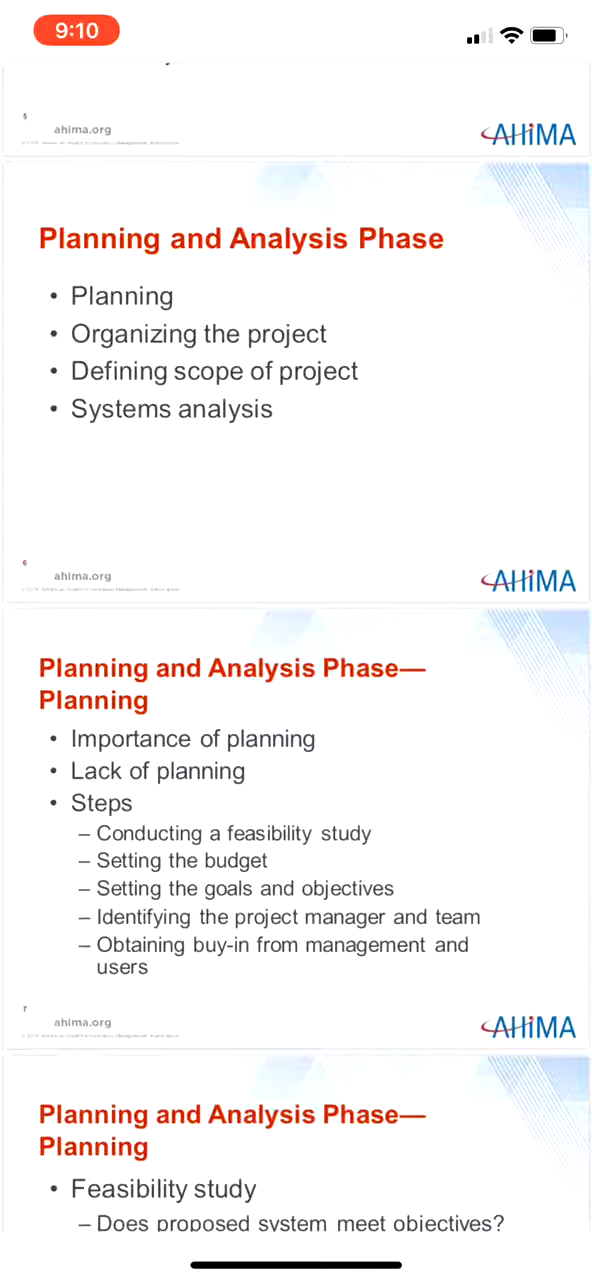 9:10
5
ahima.org
AHIMA
Planning and Analysis Phase
• Planning
• Organizing the project
• Defining scope of project
• Systems analysis
6
ahima.org
AHIMA
Planning and Analysis Phase—
Planning
• Importance of planning
• Lack of planning
• Steps
– Conducting a feasibility study
– Setting the budget
– Setting the goals and objectives
– Identifying the project manager and team
– Obtaining buy-in from management and
users
7
ahima.org
AHIMA
Planning and Analysis Phase—
Planning
• Feasibility study
– Does proposed system meet objectives?